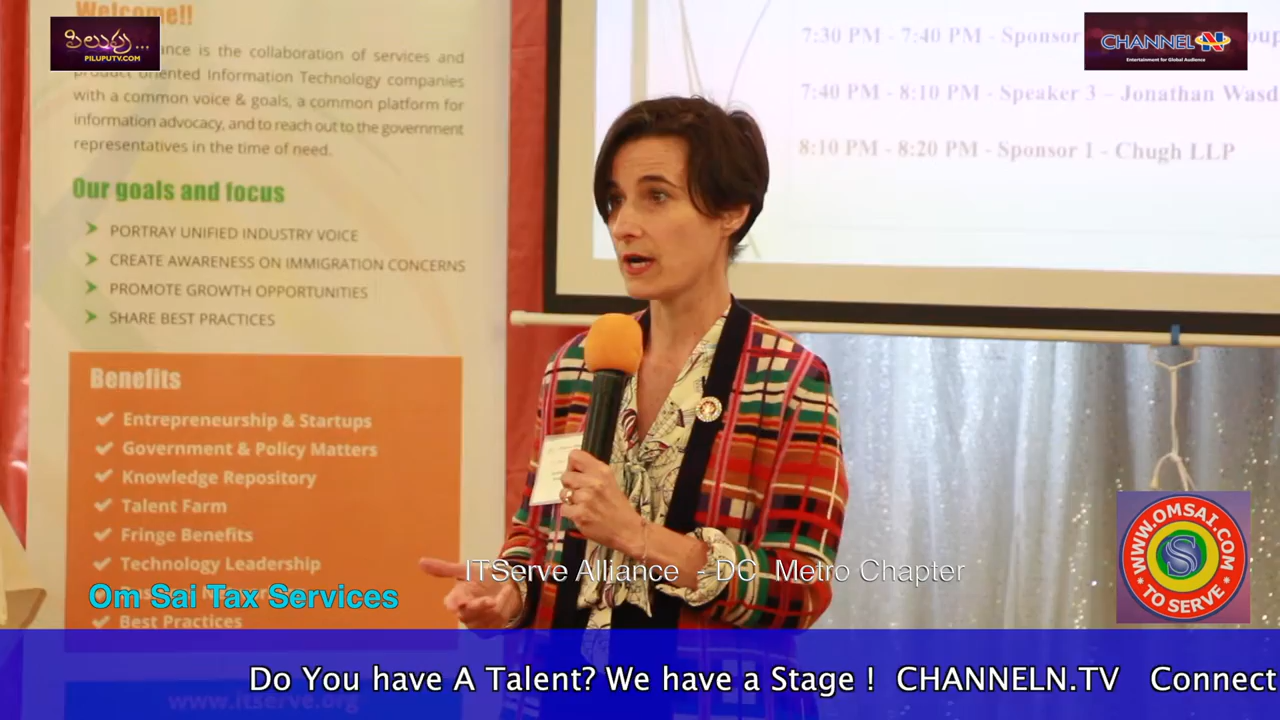 Welcome!!
పిలుపు...
PILUPUTV.COM
ance is the collaboration of services and
product oriented Information Technology companies
with a common voice & goals, a common platform for
information advocacy, and to reach out to the government
representatives in the time of need.
Our goals and focus
PORTRAY UNIFIED INDUSTRY VOICE
CREATE AWARENESS ON IMMIGRATION CONCERNS
PROMOTE GROWTH OPPORTUNITIES
SHARE BEST PRACTICES
Benefits
Entrepreneurship & Startups
Government & Policy Matters
Knowledge Repository
Talent Farm
Fringe Benefits
Technology Leadership
Best Practices
www.itserve.org
7:30 PM - 7:40 PM - Sponsor
7:40 PM - 8:10 PM - Speaker 3 – Jonathan Wasd
8:10 PM - 8:20 PM - Sponsor 1 - Chugh LLP
CHANNEL N
Entertainment for Global Audience
WWW.OMSAI.COM
S
TO SERVE
ITServe Alliance - DC Metro Chapter
Om Sai Tax Services
Do You have A Talent? We have a Stage ! CHANNELN.TV Connect